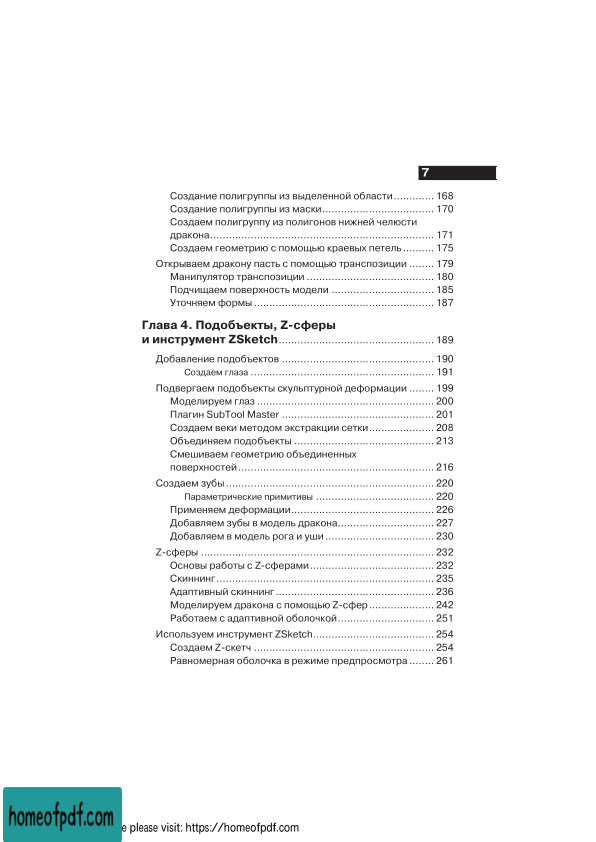 7
Создание полигруппы из выделенной области............. 168
Создание полигруппы из маски.................................... 170
Создаем полигруппу из полигонов нижней челюсти
дракона........................................................................ 171
Создаем геометрию с помощью краевых петель .......... 175
Открываем дракону пасть с помощью транспозиции ........ 179
Манипулятор транспозиции ......................................... 180
Подчищаем поверхность модели ................................. 185
Уточняем формы .......................................................... 187
Глава 4. Подобъекты, Z-сферы
и инструмент ZSketch.................................................. 189
Добавление подобъектов ................................................. 190
Создаем глаза ........................................................... 191
Подвергаем подобъекты скульптурной деформации ........ 199
Моделируем глаз ......................................................... 200
Плагин SubTool Master ................................................. 201
Создаем веки методом экстракции сетки..................... 208
Объединяем подобъекты ............................................. 213
Смешиваем геометрию объединенных
поверхностей............................................................... 216
Создаем зубы ................................................................... 220
Параметрические примитивы ...................................... 220
Применяем деформации.............................................. 226
Добавляем зубы в модель дракона............................... 227
Добавляем в модель рога и уши ................................... 230
Z-сферы ........................................................................... 232
Основы работы с Z-сферами........................................ 232
Скиннинг...................................................................... 235
Адаптивный скиннинг................................................... 236
Моделируем дракона с помощью Z-сфер..................... 242
Работаем с адаптивной оболочкой............................... 251
Используем инструмент ZSketch....................................... 254
Создаем Z-скетч .......................................................... 254
Равномерная оболочка в режиме предпросмотра ........ 261
homeofpdf.com
e please visit: https://homeofpdf.com